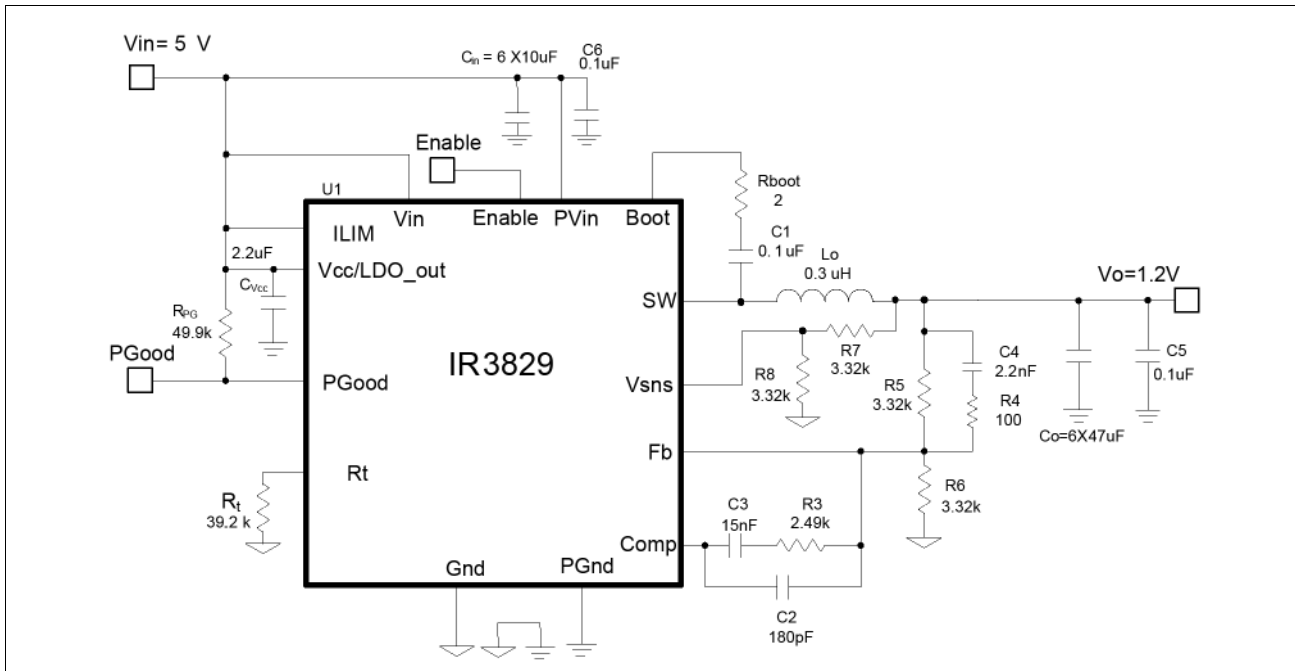 Vin= 5 V
Cin = 6 X10uF
C6
0.1uF
Enable
U1
Vin
Enable
PVin
Boot
Rboot
2
C1
0.1uF
ILIM
2.2uF
Vcc/LDO_out
CVcc
Lo
0.3 uH
Vo=1.2V
SW
RPG
49.9k
PGood
PGood
IR3829
Vsns
R8
3.32k
R7
3.32k
R5
3.32k
C4
2.2nF
R4
100
C5
0.1uF
Co=6X47uF
Fb
Rt
Rt
39.2 k
R6
3.32k
C3
15nF
R3
2.49k
Comp
Gnd
PGnd
C2
180pF